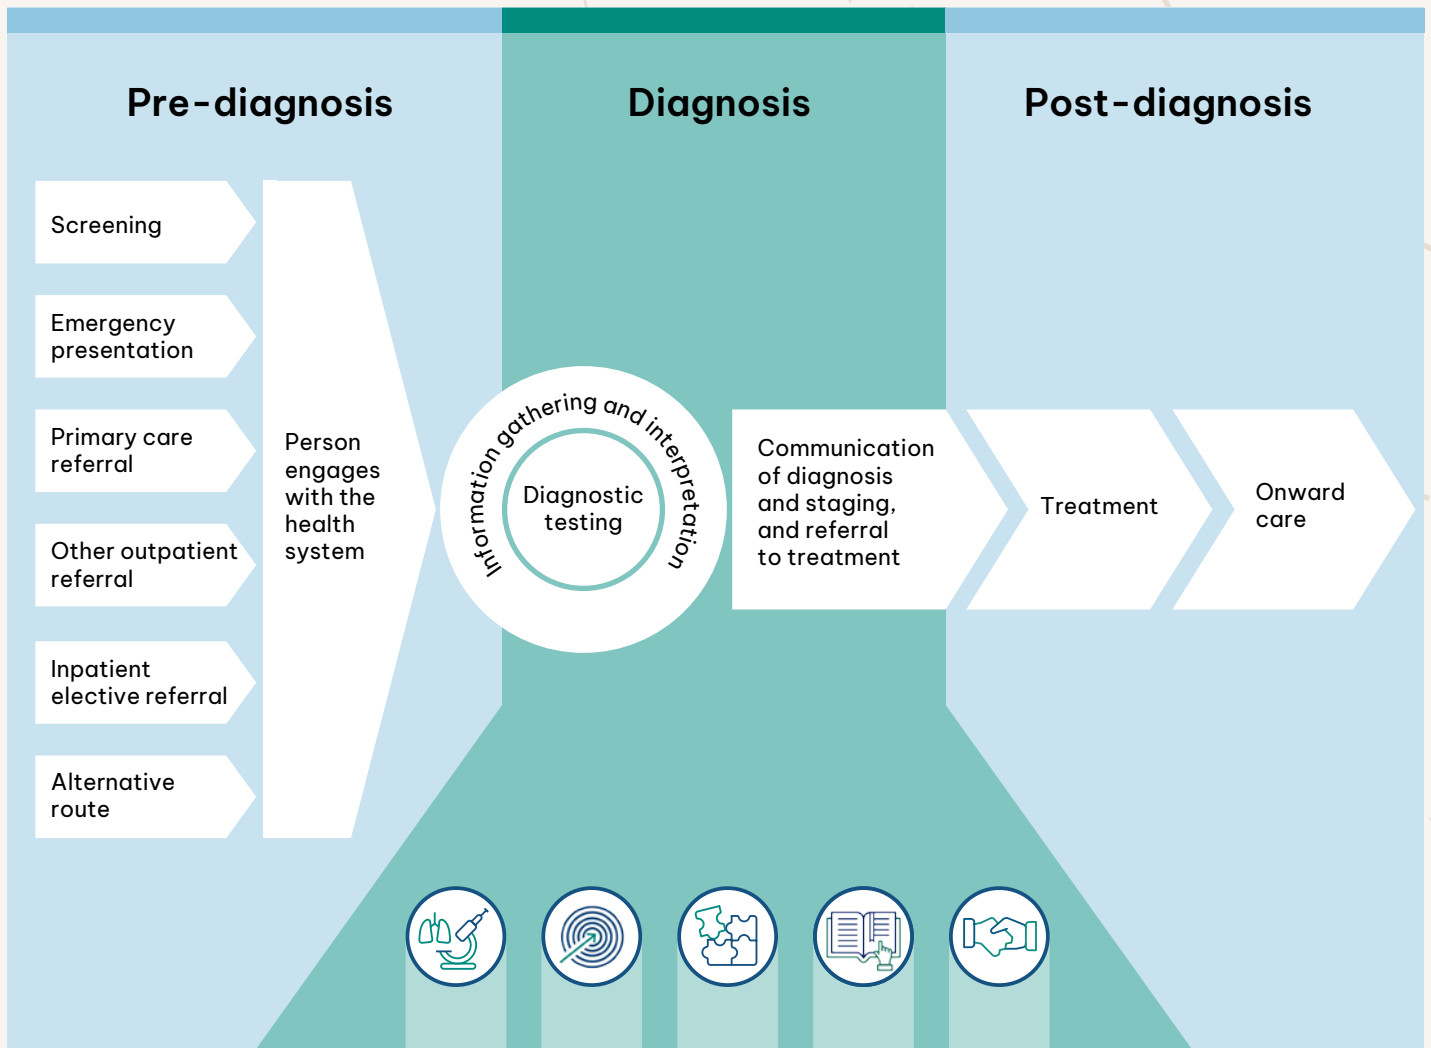 Pre-diagnosis
Diagnosis
Post-diagnosis
Screening
Emergency
presentation
Primary care
referral
Other outpatient
referral
Inpatient
elective referral
Alternative
route
Person
engages
with the
health
system
Information gathering and interpretation
Diagnostic
testing
Communication
of diagnosis
and staging,
and referral
to treatment
Treatment
Onward
care